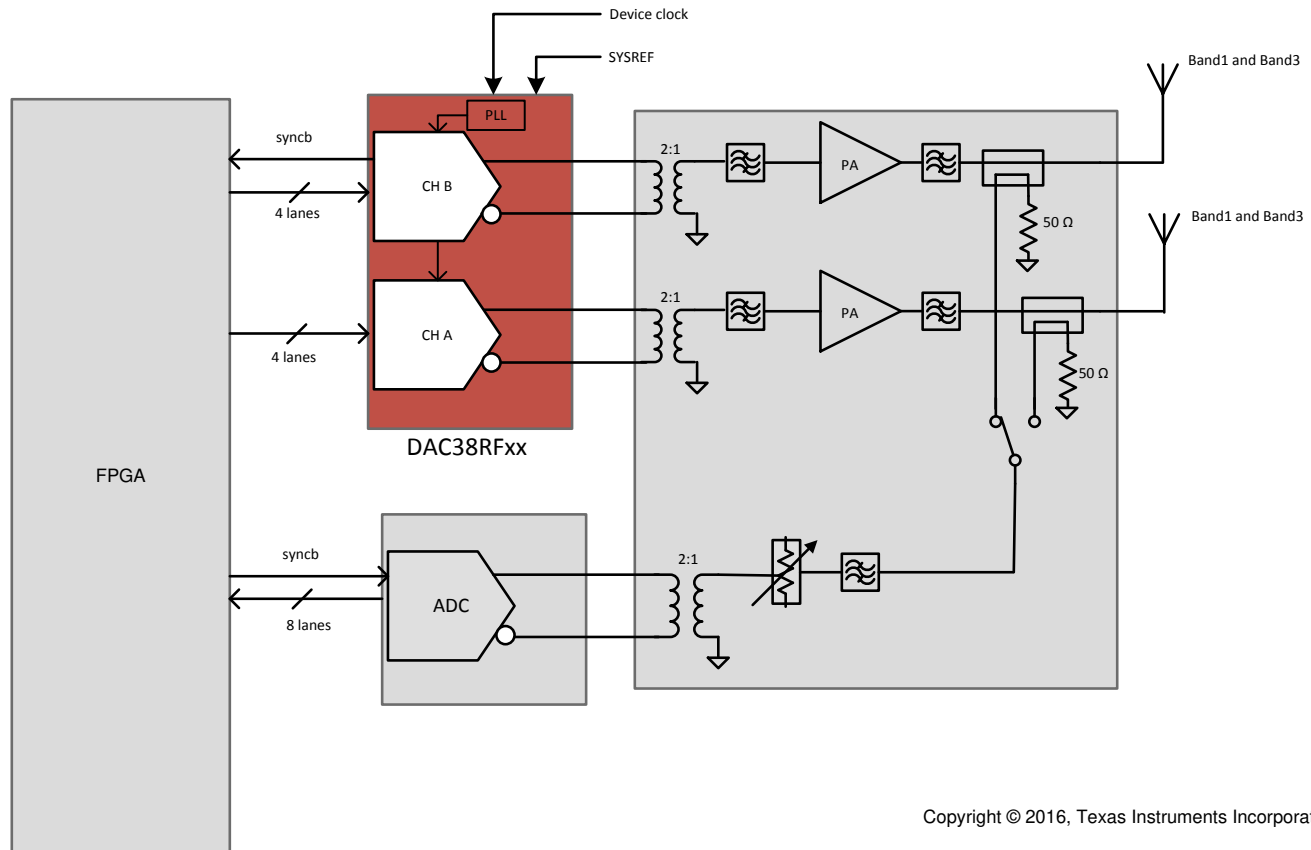 Device clock
SYSREF
Band1 and Band3
PLL
syncb
2:1
CH B
PA
4 lanes
50 Ω
Band1 and Band3
2:1
CH A
PA
4 lanes
50 Ω
DAC38RFxx
FPGA
syncb
2:1
ADC
8 lanes
Copyright © 2016, Texas Instruments Incorpora